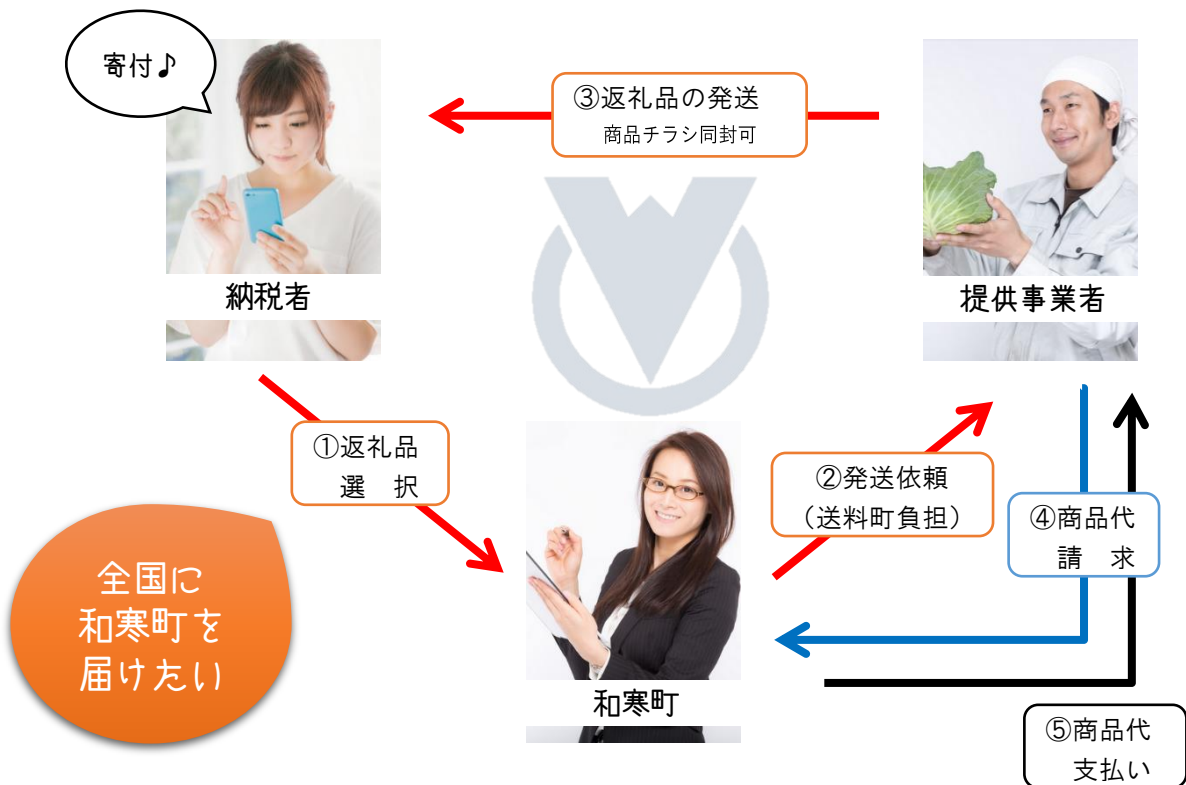 寄付♪
③返礼品の発送
商品チラシ同封可
納税者
提供事業者
①返礼品
選　択
②発送依頼
（送料町負担）
④商品代
請　求
全国に
和寒町を
届けたい
和寒町
⑤商品代
支払い